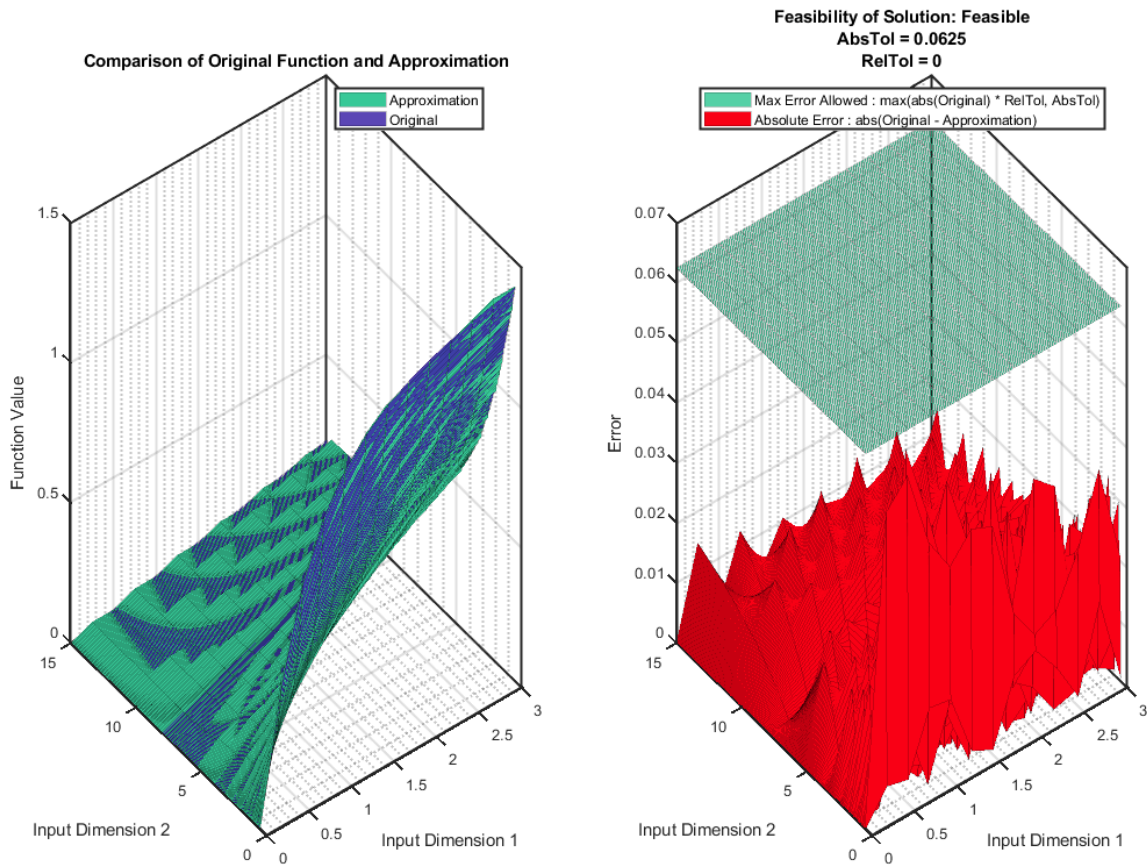 Comparison of Original Function and Approximation
Approximation
Original
Function Value
1.5
1
0.5
0
15
10
5
0
Input Dimension 2
0
0.5
1
1.5
2
2.5
3
Input Dimension 1
Feasibility of Solution: Feasible
AbsTol = 0.0625
RelTol = 0
Max Error Allowed : max(abs(Original) * RelTol, AbsTol)
Absolute Error : abs(Original - Approximation)
Error
0.07
0.06
0.05
0.04
0.03
0.02
0.01
0
15
10
5
0
Input Dimension 2
0
0.5
1
1.5
2
2.5
3
Input Dimension 1